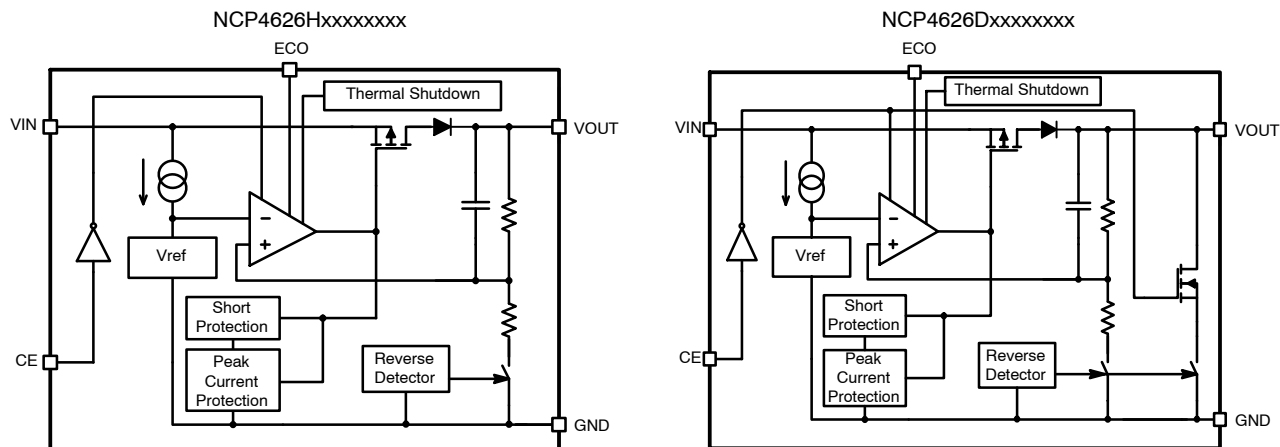 NCP4626Hxxxxxxxx
ECO
Thermal Shutdown
VIN
VOUT
−
+
Vref
Short
Protection
Peak
Current
Protection
Reverse
Detector
CE
GND
NCP4626Dxxxxxxxx
ECO
Thermal Shutdown
VIN
VOUT
−
+
Vref
Short
Protection
Peak
Current
Protection
Reverse
Detector
CE
GND